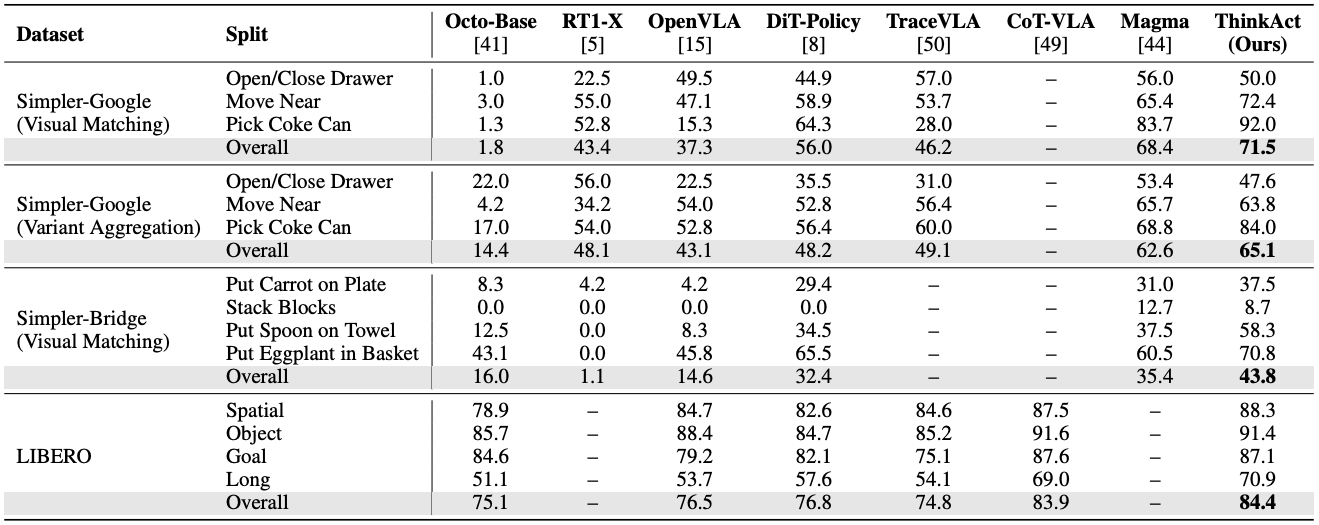 Dataset Split Octo-Base RT1-X OpenVLA DiT-Policy TraceVLA CoT-VLA Magma ThinkAct
[41] [5] [15] [8] [50] [49] [44] (Ours)
Open/Close Drawer 1.0 22.5 49.5 44.9 57.0 – 56.0 50.0
Simpler-Google Move Near 3.0 55.0 47.1 58.9 53.7 – 65.4 72.4
(Visual Matching) Pick Coke Can 1.3 52.8 15.3 64.3 28.0 – 83.7 92.0
Overall 1.8 43.4 37.3 56.0 46.2 – 68.4 71.5
Open/Close Drawer 22.0 56.0 22.5 35.5 31.0 – 53.4 47.6
Simpler-Google Move Near 4.2 34.2 54.0 52.8 56.4 – 65.7 63.8
(Variant Aggregation) Pick Coke Can 17.0 54.0 52.8 56.4 60.0 – 68.8 84.0
Overall 14.4 48.1 43.1 48.2 49.1 – 62.6 65.1
Put Carrot on Plate 8.3 4.2 4.2 29.4 – – 31.0 37.5
Simpler-Bridge Stack Blocks 0.0 0.0 0.0 0.0 – – 12.7 8.7
(Visual Matching) Put Spoon on Towel 12.5 0.0 8.3 34.5 – – 37.5 58.3
Put Eggplant in Basket 43.1 0.0 45.8 65.5 – – 60.5 70.8
Overall 16.0 1.1 14.6 32.4 – – 35.4 43.8
Spatial 78.9 – 84.7 82.6 84.6 87.5 – 88.3
Object 85.7 – 88.4 84.7 85.2 91.6 – 91.4
LIBERO Goal 84.6 – 79.2 82.1 75.1 87.6 – 87.1
Long 51.1 – 53.7 57.6 54.1 69.0 – 70.9
Overall 75.1 – 76.5 76.8 74.8 83.9 – 84.4